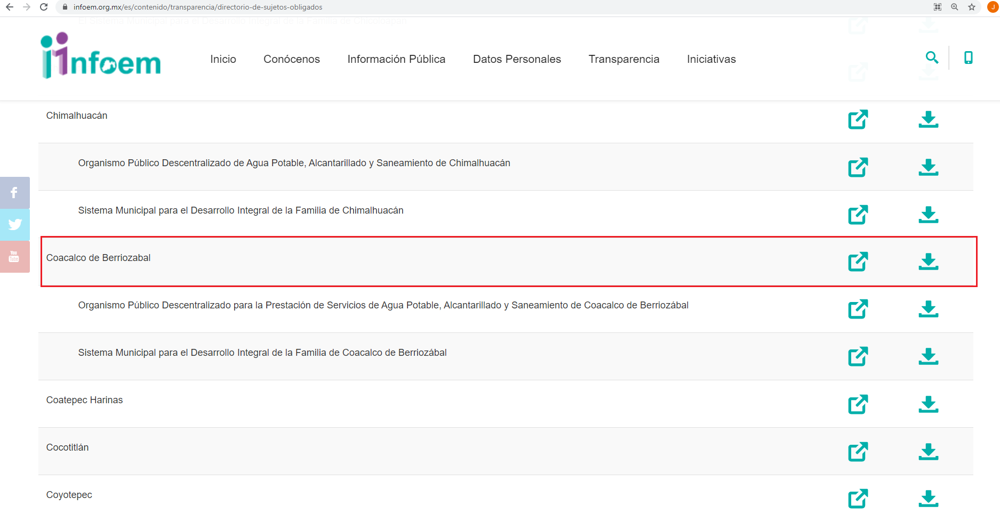 infoem.org.mx/es/contenido/transparencia/directorio-de-sujetos-obligados
J
El Sistema Municipal para el Desarrollo Integral de la Familia de Chicoloapan
infoem
Inicio
Conócenos
Información Pública
Datos Personales
Transparencia
Iniciativas
Chimalhuacán
Organismo Público Descentralizado de Agua Potable, Alcantarillado y Saneamiento de Chimalhuacán
Sistema Municipal para el Desarrollo Integral de la Familia de Chimalhuacán
You
Tube
Coacalco de Berriozabal
Organismo Público Descentralizado para la Prestación de Servicios de Agua Potable, Alcantarillado y Saneamiento de Coacalco de Berriozábal
Sistema Municipal para el Desarrollo Integral de la Familia de Coacalco de Berriozábal
Coatepec Harinas
Cocotitlán
Coyotepec